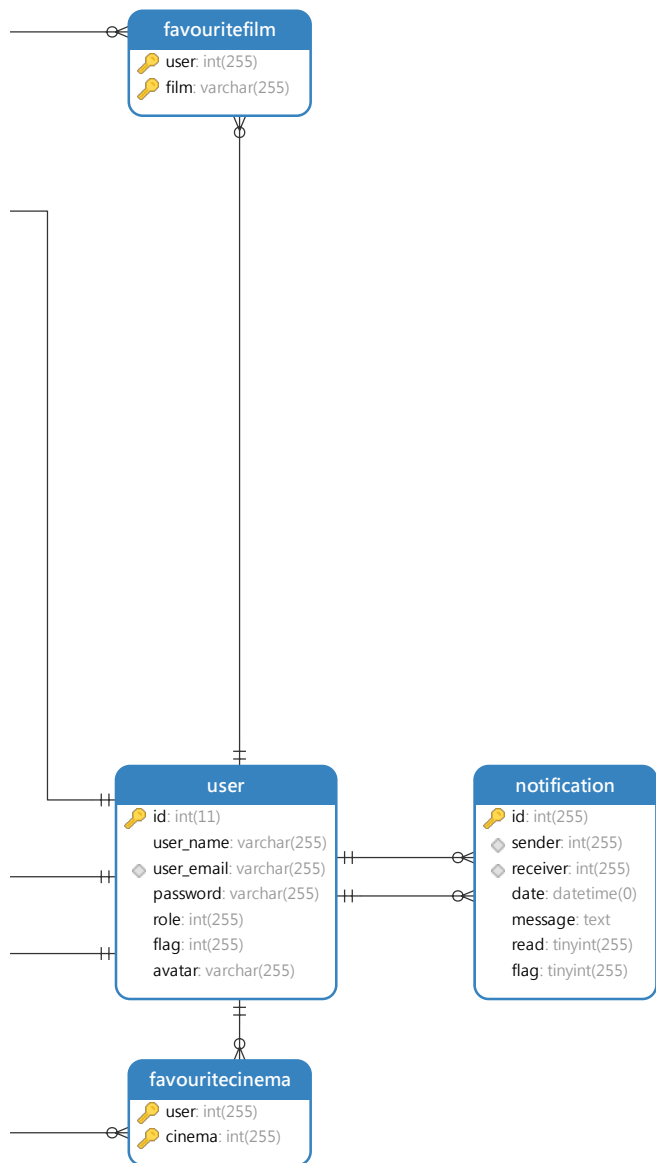 favouritefilm
user: int(255)
film: varchar(255)
user
id: int(11)
user_name: varchar(255)
user_email: varchar(255)
password: varchar(255)
role: int(255)
flag: int(255)
avatar: varchar(255)
notification
id: int(255)
sender: int(255)
receiver: int(255)
date: datetime(0)
message: text
read: tinyint(255)
flag: tinyint(255)
favouritecinema
user: int(255)
cinema: int(255)